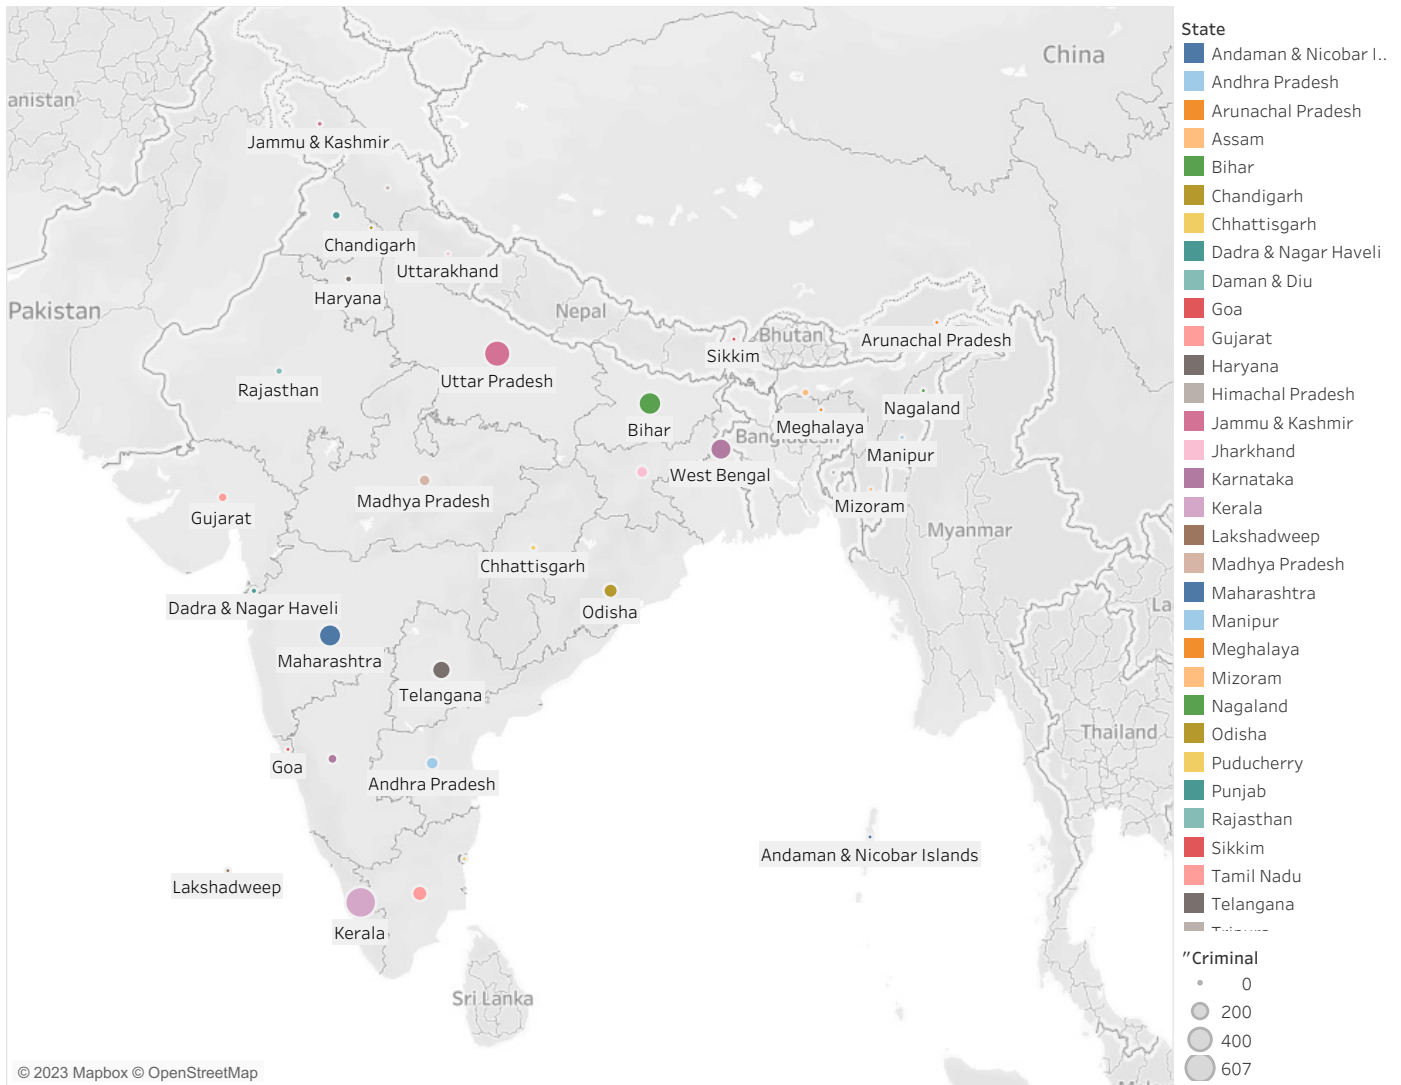 China
anistan
Jammu & Kashmir
Chandigarh
Uttarakhand
Haryana
Pakistan
Nepal
Bhutan
Arunachal Pradesh
Sikkim
Uttar Pradesh
Rajasthan
Nagaland
Meghalaya
Bihar
Bangladesh
Manipur
West Bengal
Madhya Pradesh
Mizoram
Gujarat
Myanmar
Chhattisgarh
La
Dadra & Nagar Haveli
Odisha
Maharashtra
Telangana
Thailand
Goa
Andhra Pradesh
Andaman & Nicobar Islands
Lakshadweep
Kerala
Sri Lanka
© 2023 Mapbox © OpenStreetMap
State
Andaman & Nicobar I..
Andhra Pradesh
Arunachal Pradesh
Assam
Bihar
Chandigarh
Chhattisgarh
Dadra & Nagar Haveli
Daman & Diu
Goa
Gujarat
Haryana
Himachal Pradesh
Jammu & Kashmir
Jharkhand
Karnataka
Kerala
Lakshadweep
Madhya Pradesh
Maharashtra
Manipur
Meghalaya
Mizoram
Nagaland
Odisha
Puducherry
Punjab
Rajasthan
Sikkim
Tamil Nadu
Telangana
"Criminal
0
200
400
607